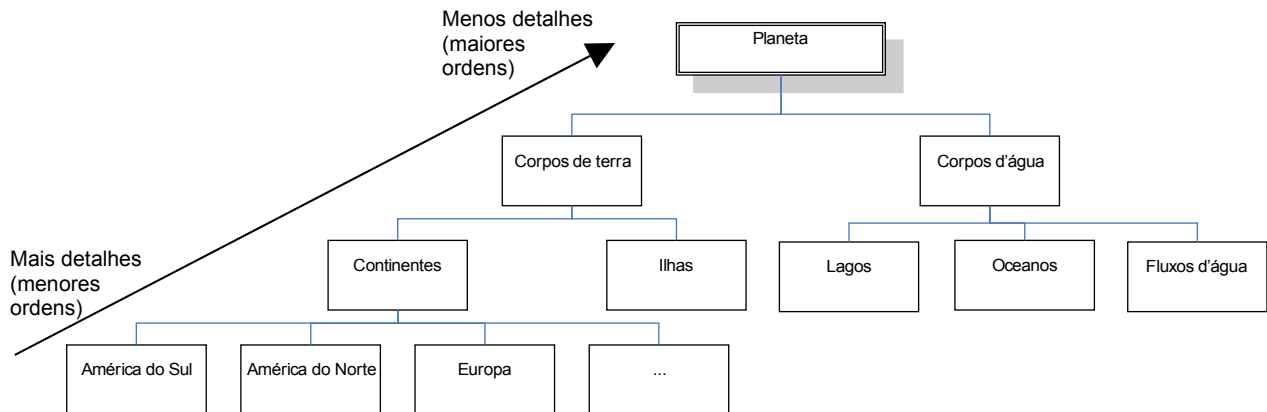 Menos detalhes
(maiores
ordens)
Planeta
Corpos de terra
Corpos d’água
Mais detalhes
(menores
ordens)
Continentes
Ilhas
Lagos
Oceanos
Fluxos d’água
América do Sul
América do Norte
Europa
...